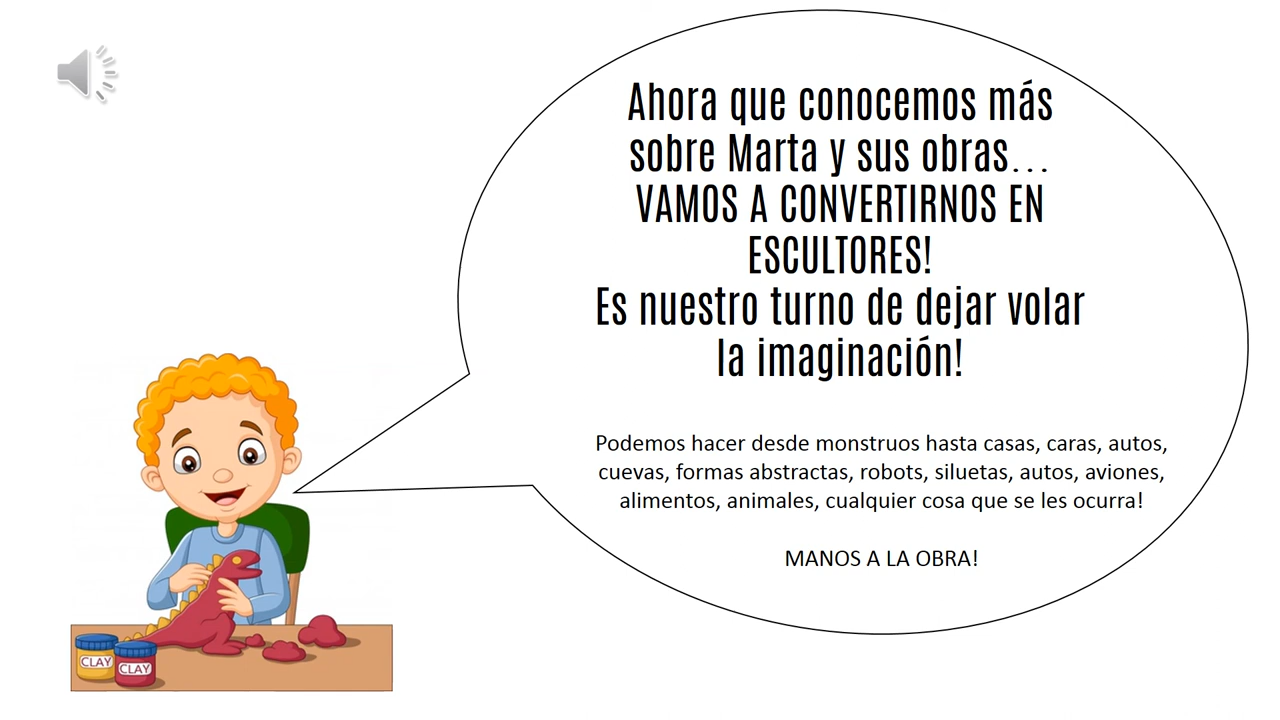 Ahora que conocemos más
sobre Marta y sus obras...
VAMOS A CONVERTIRNOS EN
ESCULTORES!
Es nuestro turno de dejar volar
la imaginación!
Podemos hacer desde monstruos hasta casas, caras, autos,
cuevas, formas abstractas, robots, siluetas, autos, aviones,
alimentos, animales, cualquier cosa que se les ocurra!
MANOS A LA OBRA!
CLAY
CLAY